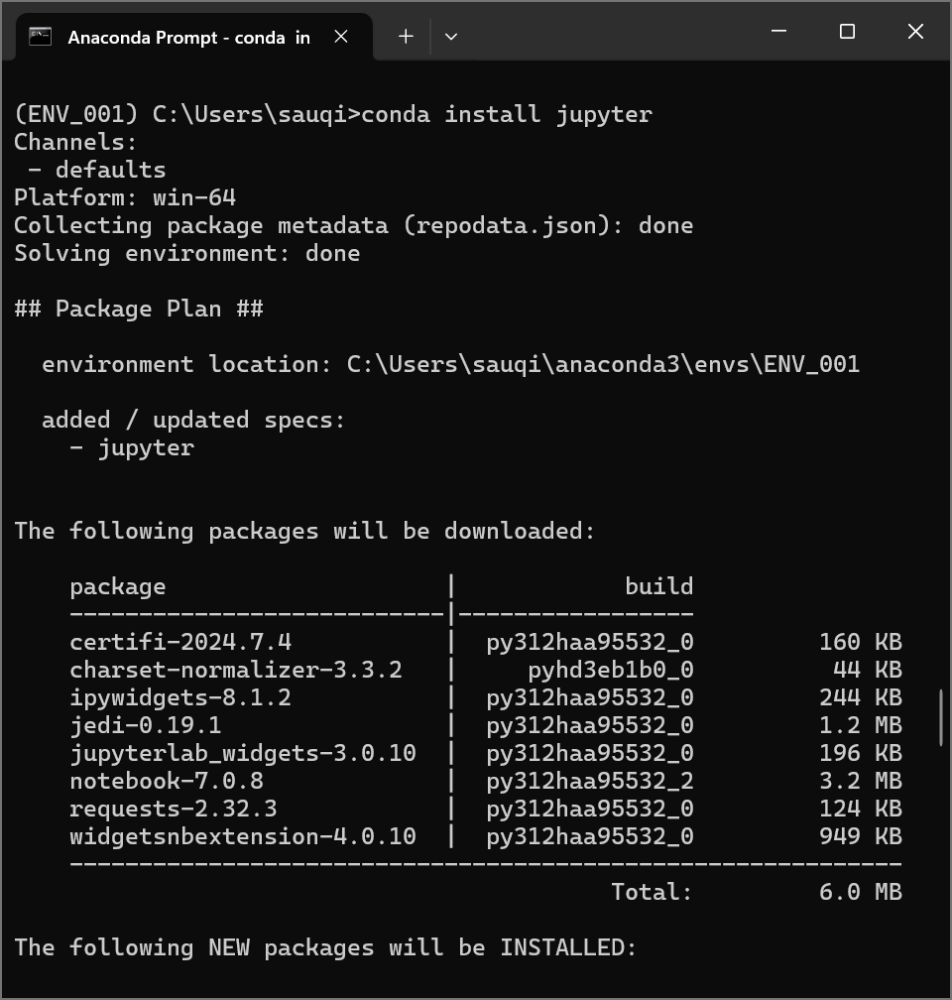 Anaconda Prompt - conda in
(ENV_001) C:\Users\sauqi>conda install jupyter
Channels:
 - defaults
Platform: win-64
Collecting package metadata (repodata.json): done
Solving environment: done
## Package Plan ##
  environment location: C:\Users\sauqi\anaconda3\envs\ENV_001
  added / updated specs:
    - jupyter
The following packages will be downloaded:
    package                    |            build
    ---------------------------|-----------------
    certifi-2024.7.4           |  py312haa95532_0         160 KB
    charset-normalizer-3.3.2   |     pyhd3eb1b0_0          44 KB
    ipywidgets-8.1.2           |  py312haa95532_0         244 KB
    jedi-0.19.1                |  py312haa95532_0         1.2 MB
    jupyterlab_widgets-3.0.10  |  py312haa95532_0         196 KB
    notebook-7.0.8             |  py312haa95532_2         3.2 MB
    requests-2.32.3            |  py312haa95532_0         124 KB
    widgetsnbextension-4.0.10  |  py312haa95532_0         949 KB
    ------------------------------------------------------------
                                           Total:         6.0 MB
The following NEW packages will be INSTALLED: